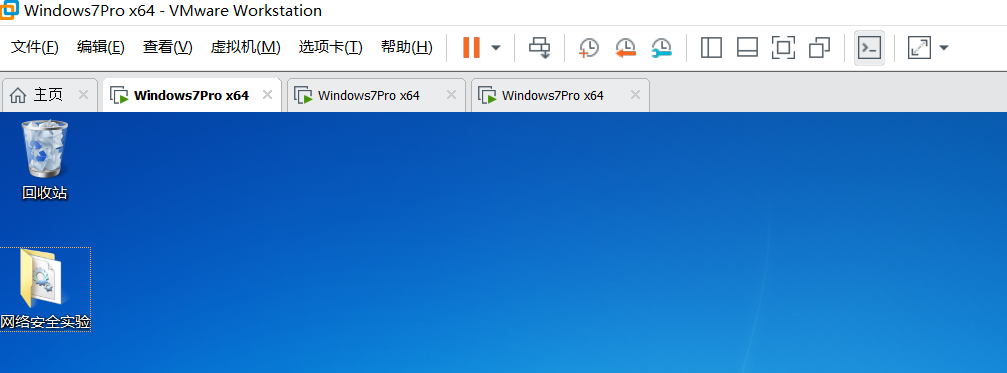 Windows7Pro x64 - VMware Workstation
文件(F) 编辑(E) 查看(V) 虚拟机(M) 选项卡(T) 帮助(H)
主页 Windows7Pro x64 Windows7Pro x64 Windows7Pro x64
回收站
网络安全实验